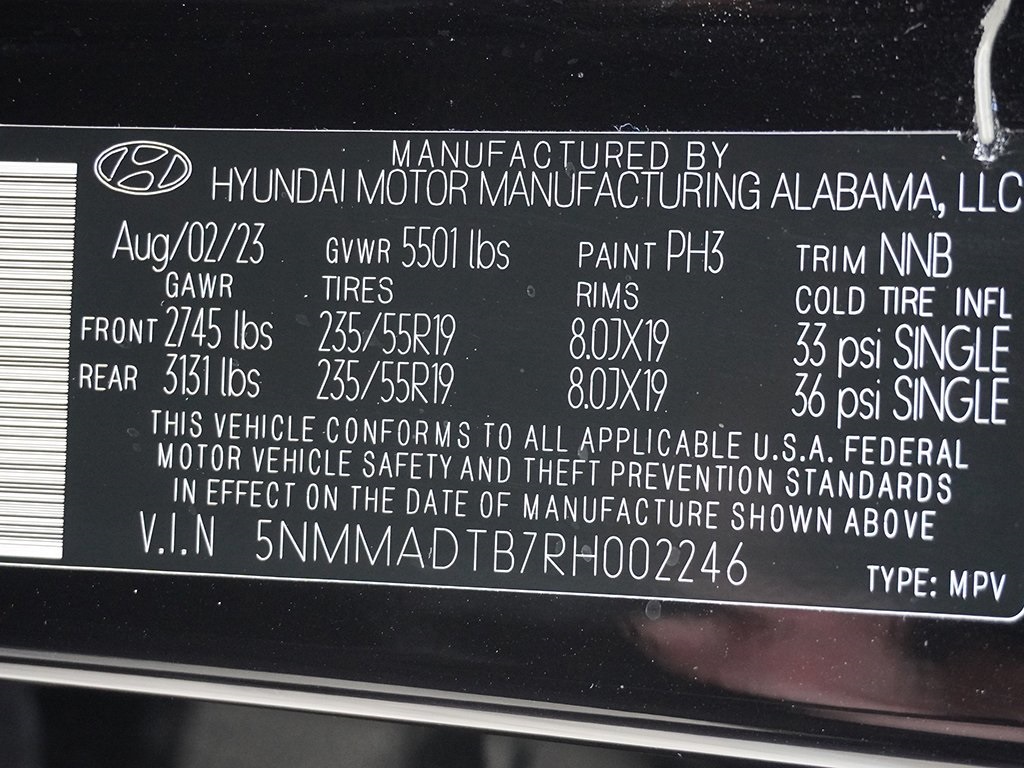 MANUFACTURED BY
HYUNDAI MOTOR MANUFACTURING ALABAMA, LLC
Aug/02/23 GVWR 5501 lbs PAINT PH3 TRIM NNB
GAWR TIRES RIMS COLD TIRE INFL
FRONT 2745 lbs 235/55R19 8.0JX19 33 psi SINGLE
REAR 3131 lbs 235/55R19 8.0JX19 36 psi SINGLE
THIS VEHICLE CONFORMS TO ALL APPLICABLE U.S.A. FEDERAL
MOTOR VEHICLE SAFETY AND THEFT PREVENTION STANDARDS
IN EFFECT ON THE DATE OF MANUFACTURE SHOWN ABOVE
V.I.N 5NMMADTB7RH002246 TYPE: MPV